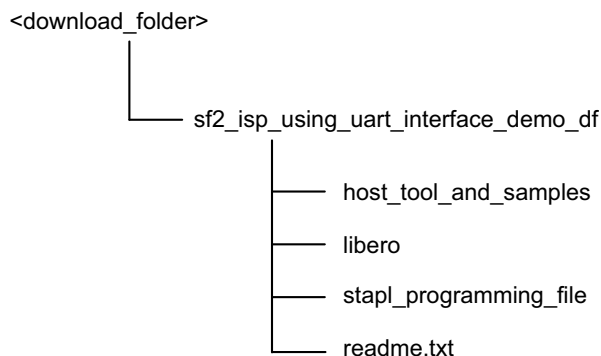 <download_folder>
sf2_isp_using_uart_interface_demo_df
host_tool_and_samples
libero
stapl_programming_file
readme.txt